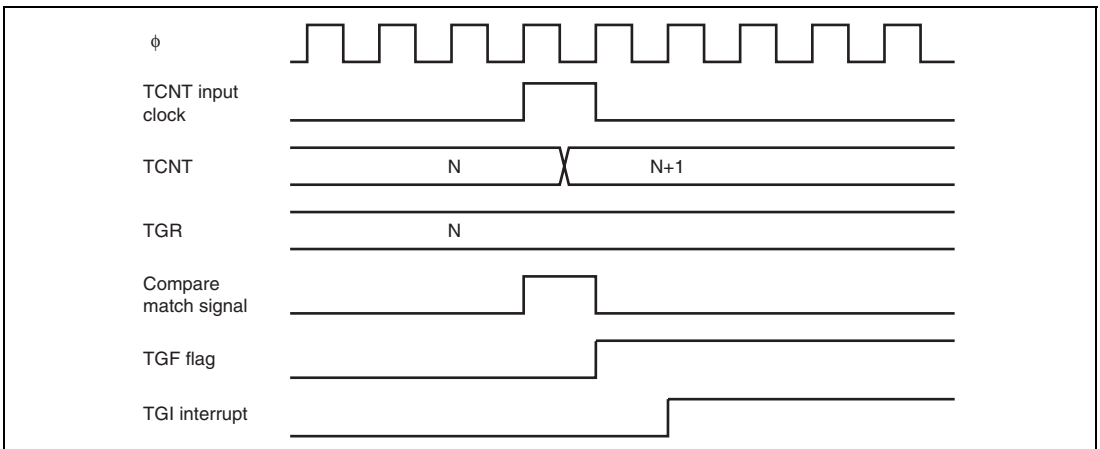 ϕ
TCNT input
clock
TCNT
N
N+1
TGR
N
Compare
match signal
TGF flag
TGI interrupt